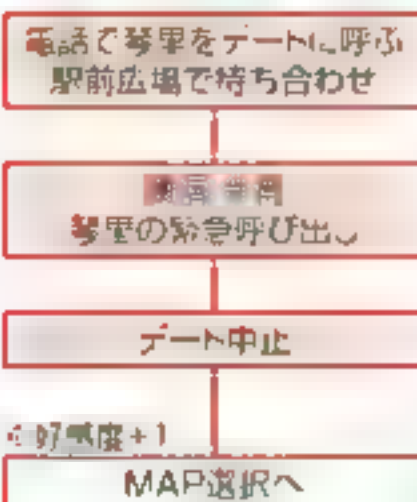 電話で琴里をデートに呼ぶ
駅前広場で待ち合わせ
琴里の緊急呼び出し
デート中止
好感度+1
MAP選択へ